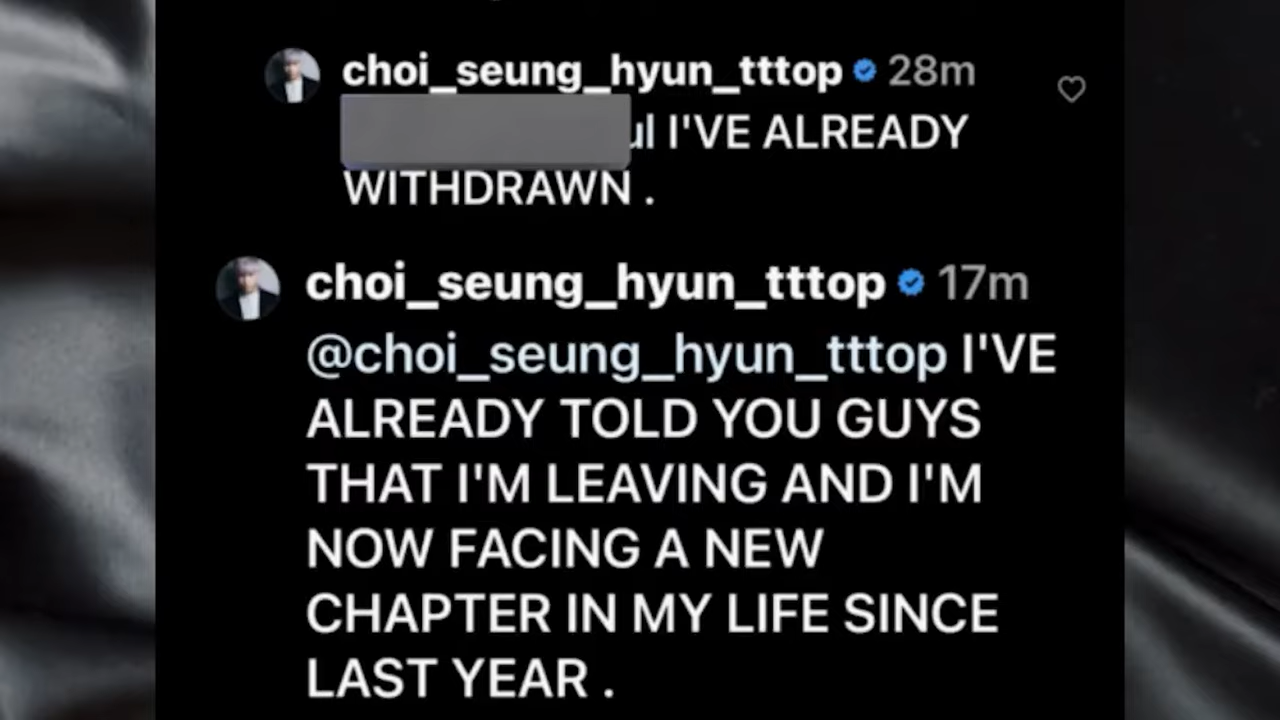 choi_seung_hyun_tttop 28m
I'VE ALREADY
WITHDRAWN .
choi_seung_hyun_tttop 17m
@choi_seung_hyun_tttop I'VE
ALREADY TOLD YOU GUYS
THAT I'M LEAVING AND I'M
NOW FACING A NEW
CHAPTER IN MY LIFE SINCE
LAST YEAR .